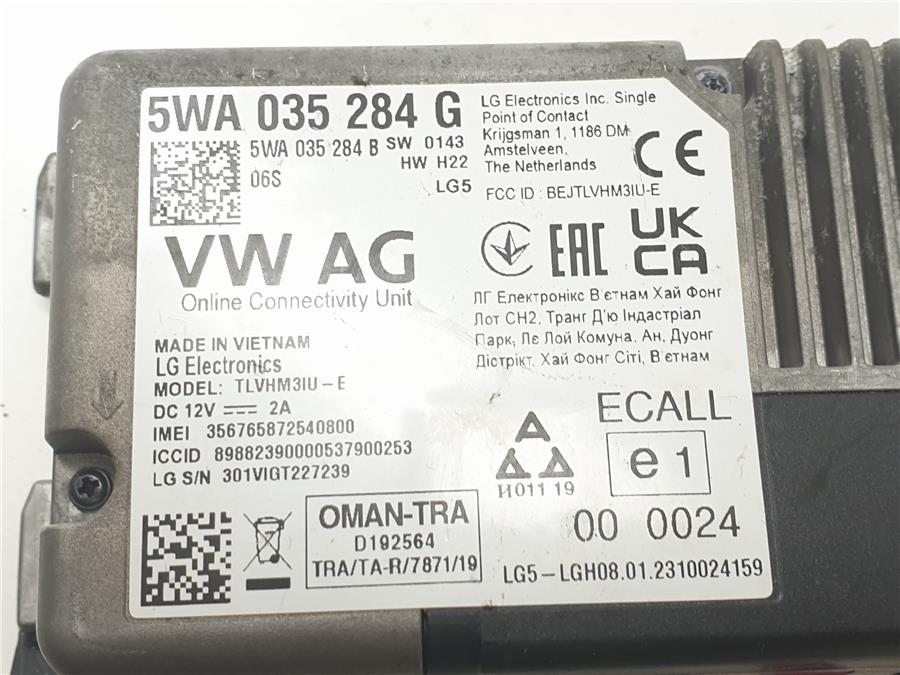 5WA 035 284 G
5WA 035 284 B SW 0143
HW H22
06S
LG5
LG Electronics Inc. Single
Point of Contact
Krijgsman 1, 1186 DM
Amstelveen,
The Netherlands
CE
FCC ID : BEJTLVHM3IU-E
VW AG
Online Connectivity Unit
EAC
UK
CA
ЛГ Електронікс В'єтнам Хай Фонг
Лот CH2, Транг Д'ю Індастріал
Парк, Лє Лой Комуна, Ан, Дуонг
Дістрікт, Хай Фонг Сіті, В'єтнам
MADE IN VIETNAM
LG Electronics
MODEL: TLVHM3IU-E
DC 12V 2A
IMEI 356765872540800
ICCID 89882390000537900253
LG S/N 301VIGT227239
ECALL
e1
И011 19
00 0024
OMAN-TRA
D192564
TRA/TA-R/7871/19
LG5-LGH08.01.2310024159